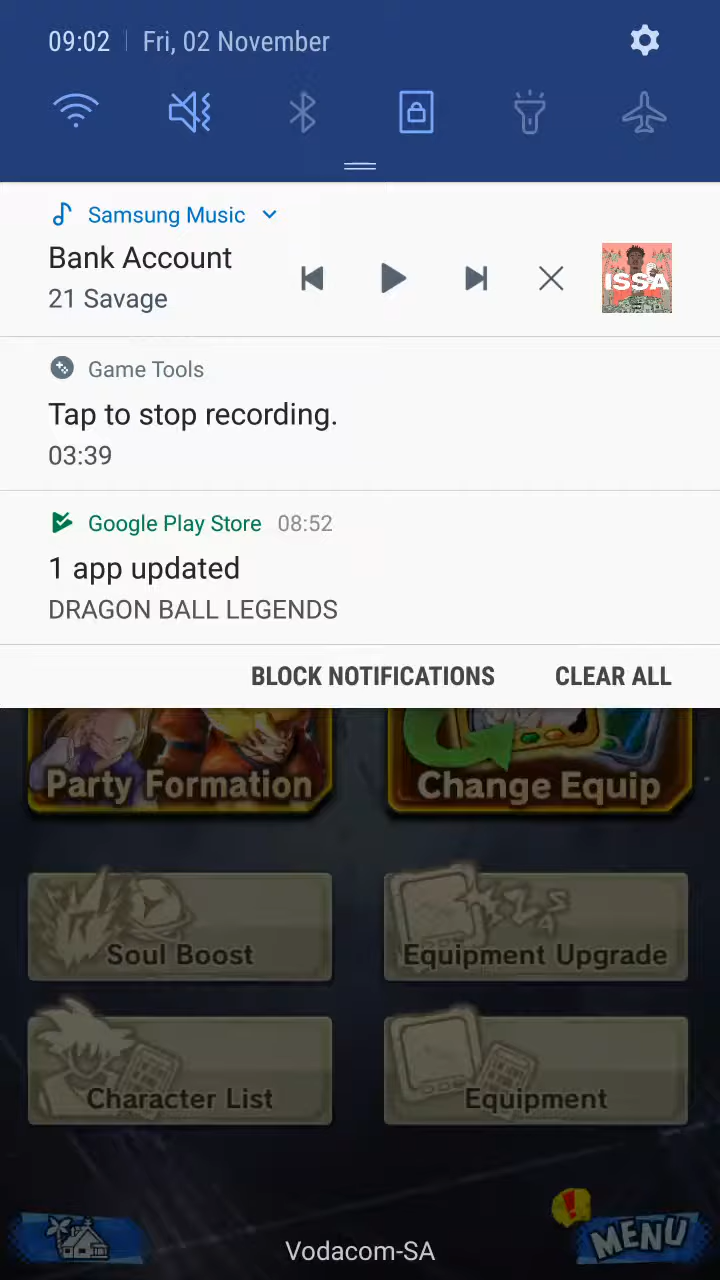 09:02 | Fri, 02 November
Samsung Music
Bank Account
21 Savage
ISSA
Game Tools
Tap to stop recording.
03:39
Google Play Store 08:52
1 app updated
DRAGON BALL LEGENDS
BLOCK NOTIFICATIONS CLEAR ALL
Party Formation Change Equip
Soul Boost Equipment Upgrade
Character List Equipment
Vodacom-SA
MENU